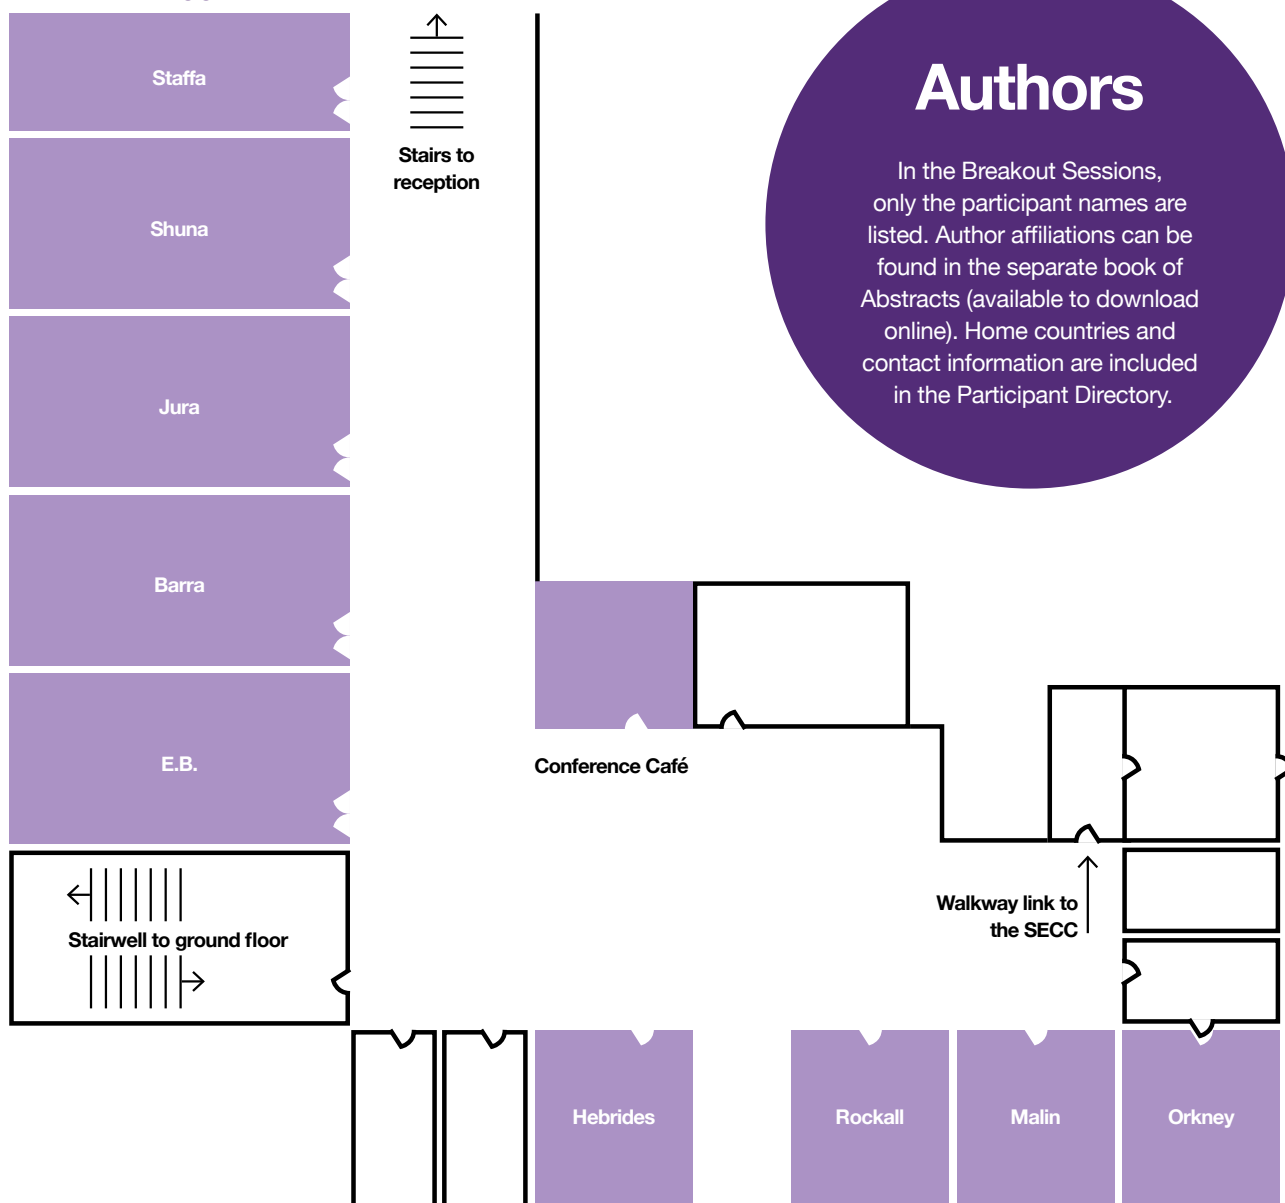 Staffa
Stairs to
reception
Shuna
Jura
Barra
E.B.
Stairwell to ground floor
Authors
In the Breakout Sessions,
only the participant names are
listed. Author affiliations can be
found in the separate book of
Abstracts (available to download
online). Home countries and
contact information are included
in the Participant Directory.
Conference Café
Walkway link to
the SECC
Hebrides
Rockall
Malin
Orkney